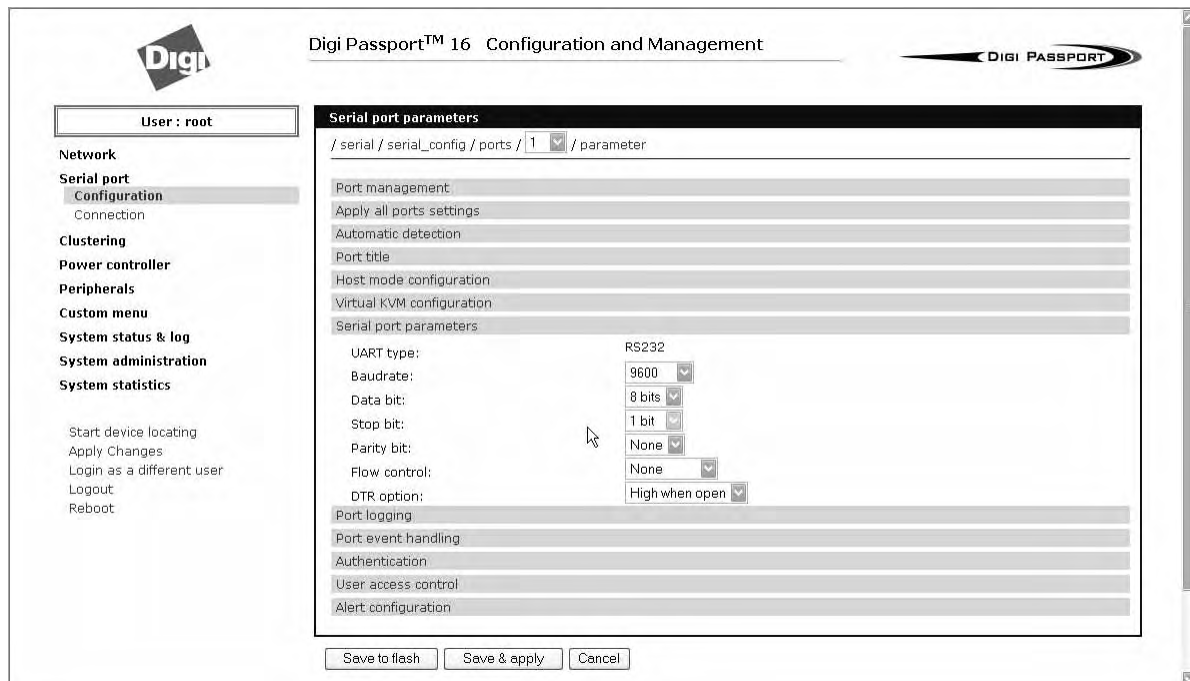 Digi
Digi Passport™ 16 Configuration and Management
DIGI PASSPORT
User : root
Network
Serial port
Configuration
Connection
Clustering
Power controller
Peripherals
Custom menu
System status & log
System administration
System statistics
Start device locating
Apply Changes
Login as a different user
Logout
Reboot
Serial port parameters
/ serial / serial_config / ports / 1 / parameter
Port management
Apply all ports settings
Automatic detection
Port title
Host mode configuration
Virtual KVM configuration
Serial port parameters
UART type: RS232
Baudrate: 9600
Data bit: 8 bits
Stop bit: 1 bit
Parity bit: None
Flow control: None
DTR option: High when open
Port logging
Port event handling
Authentication
User access control
Alert configuration
Save to flash Save & apply Cancel